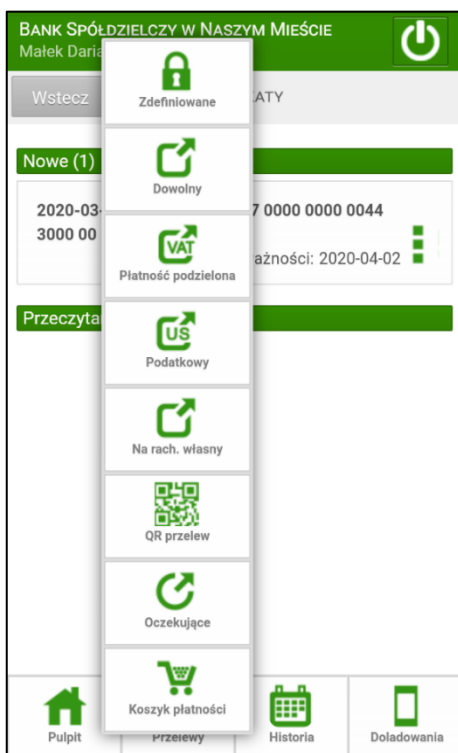 BANK SPÓŁDZIELCZY W NASZYM MIEŚCIE
Małek Daria
Wstecz
Nowe (1)
2020-03-
7 0000 0000 0044
3000 00
ażności: 2020-04-02
Przeczyta
Zdefiniowane
Dowolny
VAT
Płatność podzielona
US
Podatkowy
Na rach. własny
QR przelew
Oczekujące
Koszyk płatności
Pulpit
Przelewy
Historia
Doladowania